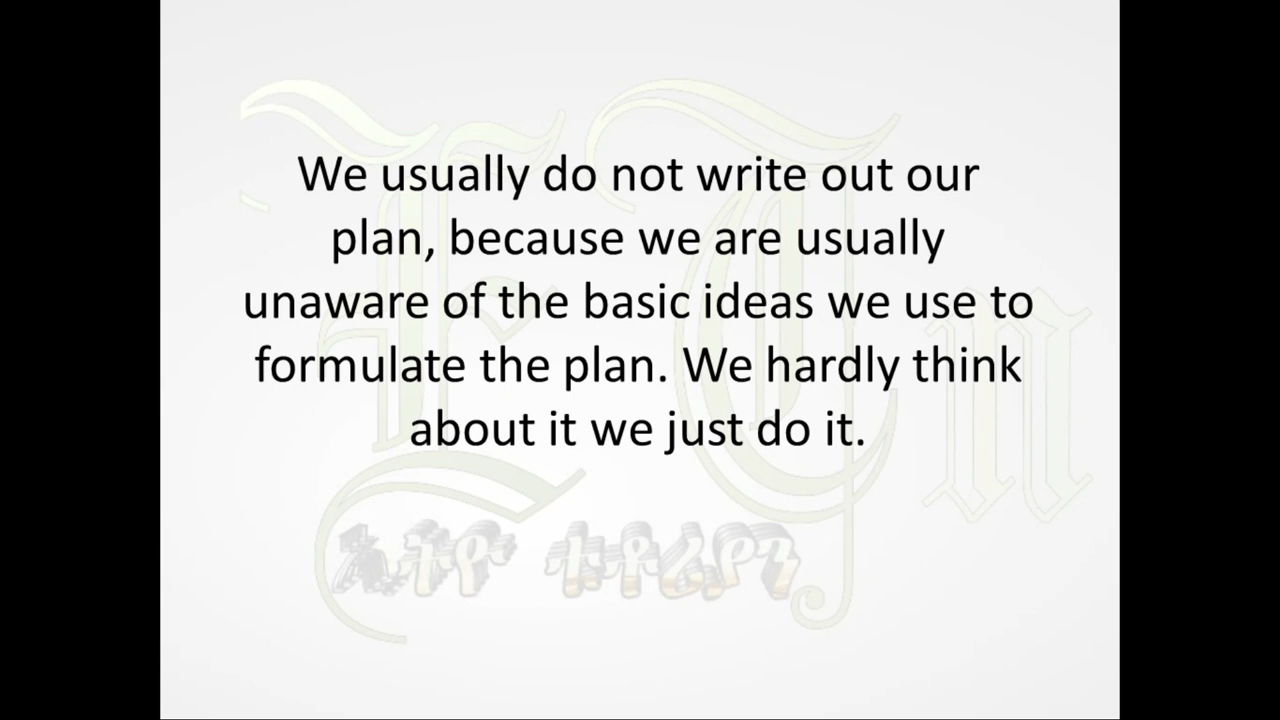 We usually do not write out our
plan, because we are usually
unaware of the basic ideas we use to
formulate the plan. We hardly think
about it we just do it.